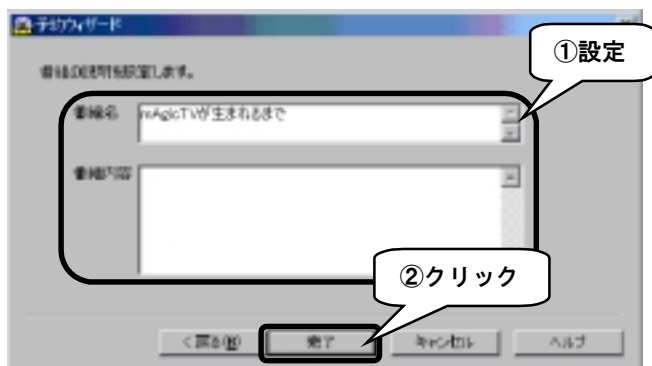 予約ウィザード
①設定
番組の説明を設定します。
番組名
mAgicTVが生まれるまで
番組内容
②クリック
< 戻る(B)
完了
キャンセル
ヘルプ